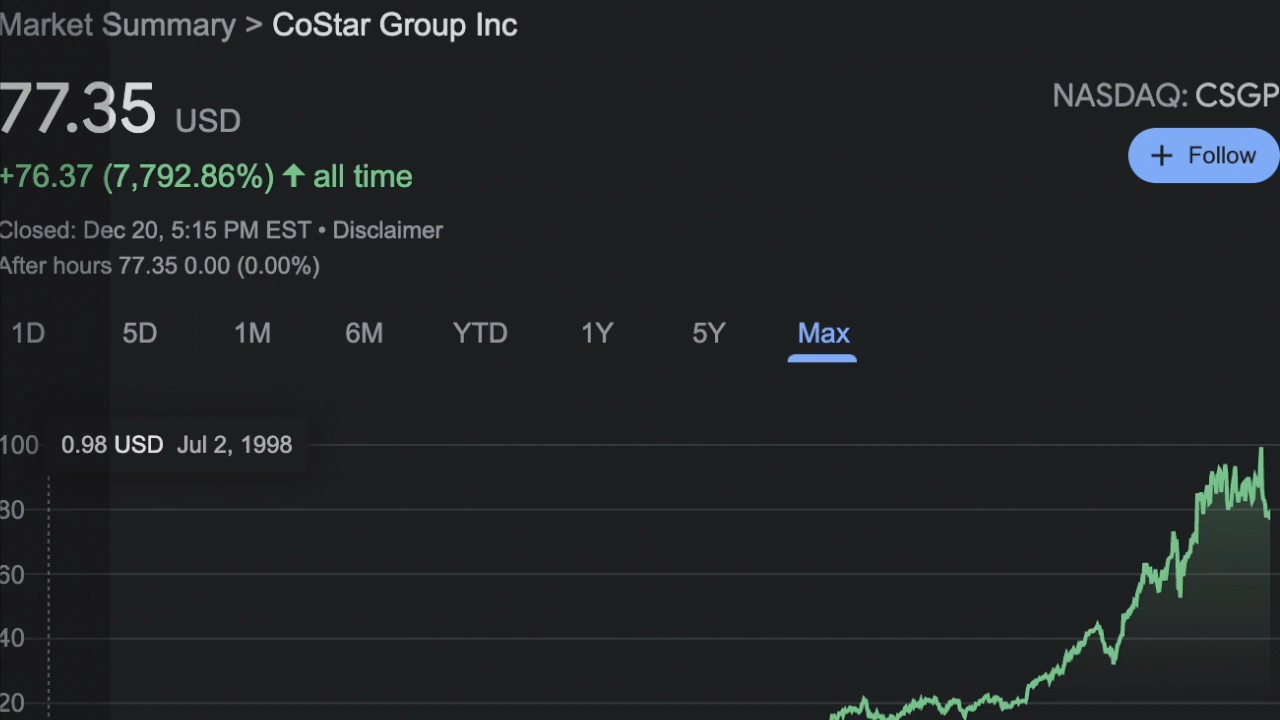 Market Summary > CoStar Group Inc
77.35 USD
NASDAQ: CSGP
+ Follow
+76.37 (7,792.86%) ↑ all time
Closed: Dec 20, 5:15 PM EST • Disclaimer
After hours 77.35 0.00 (0.00%)
1D 5D 1M 6M YTD 1Y 5Y Max
100
0.98 USD Jul 2, 1998
80
60
40
20